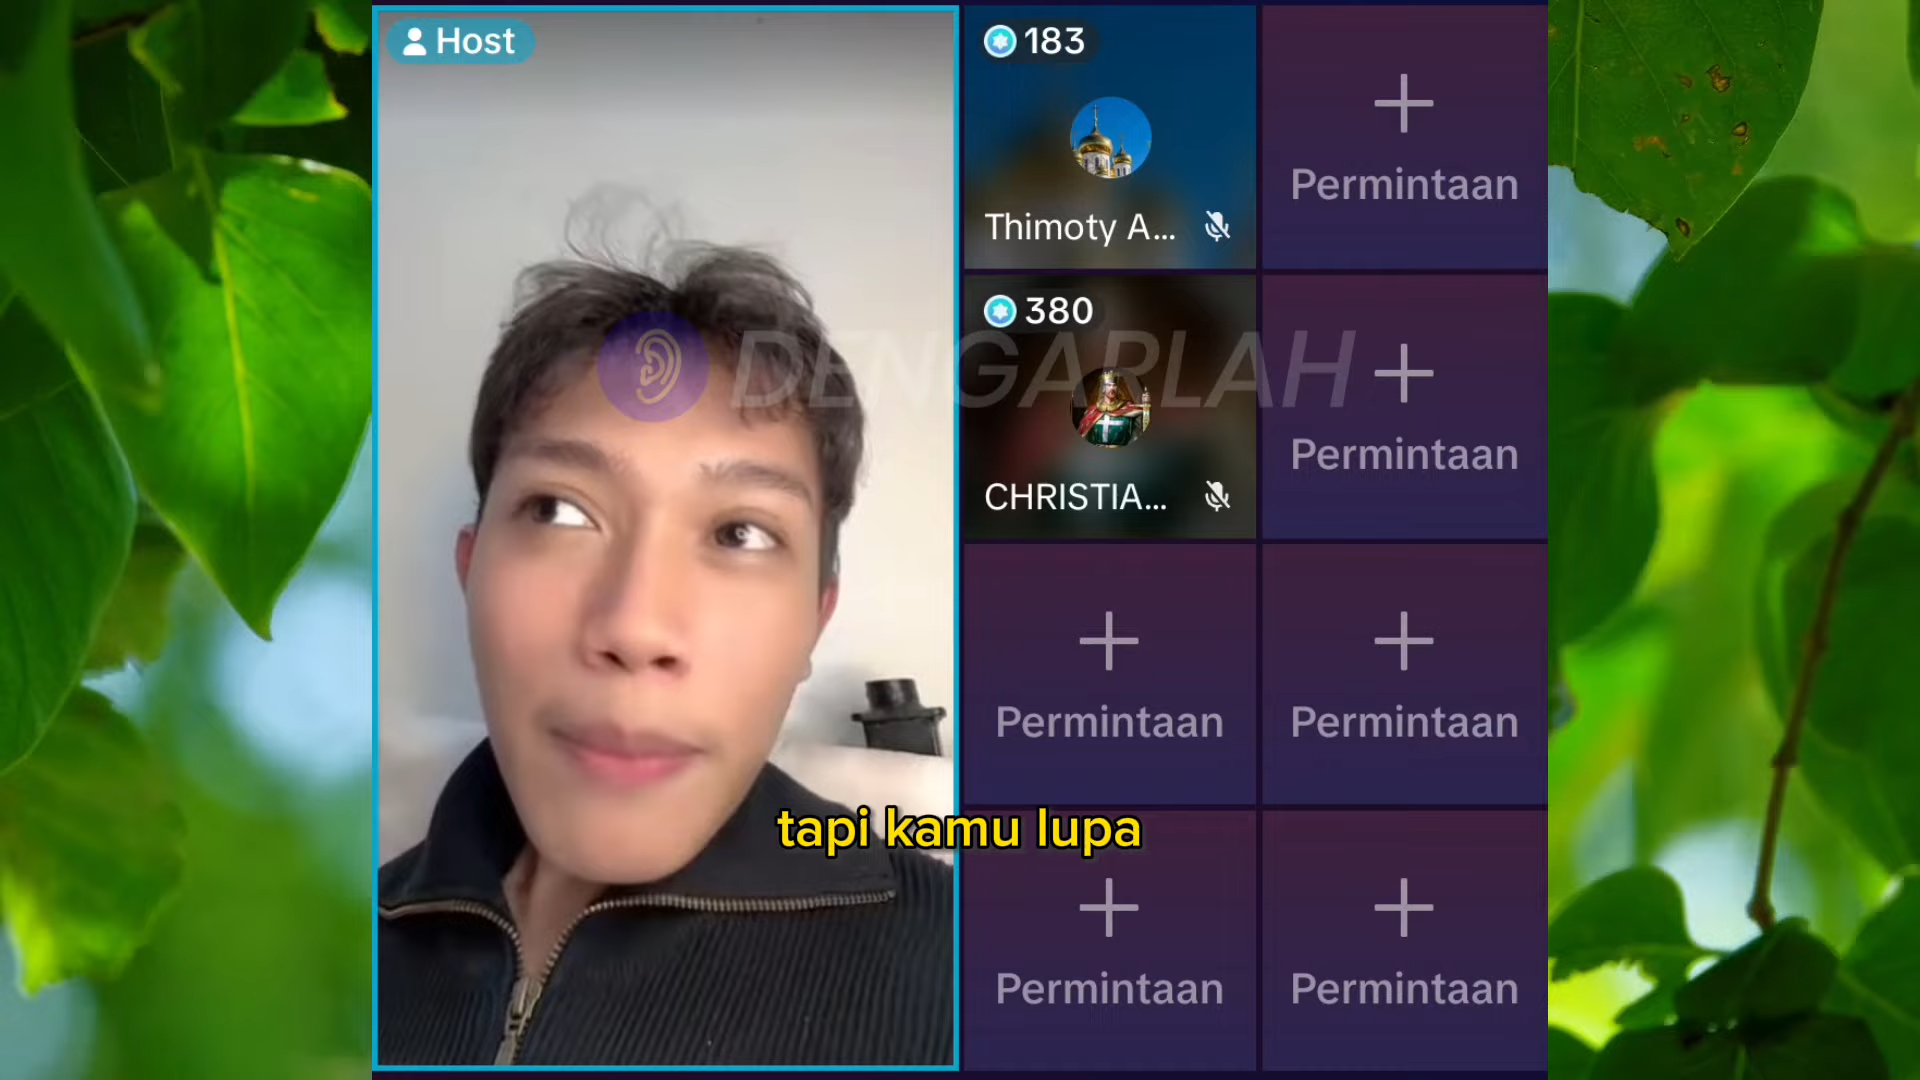 Host
183
Thimoty A...
Permintaan
DENGARLAH
380
CHRISTIA...
Permintaan
Permintaan
Permintaan
tapi kamu lupa
Permintaan
Permintaan